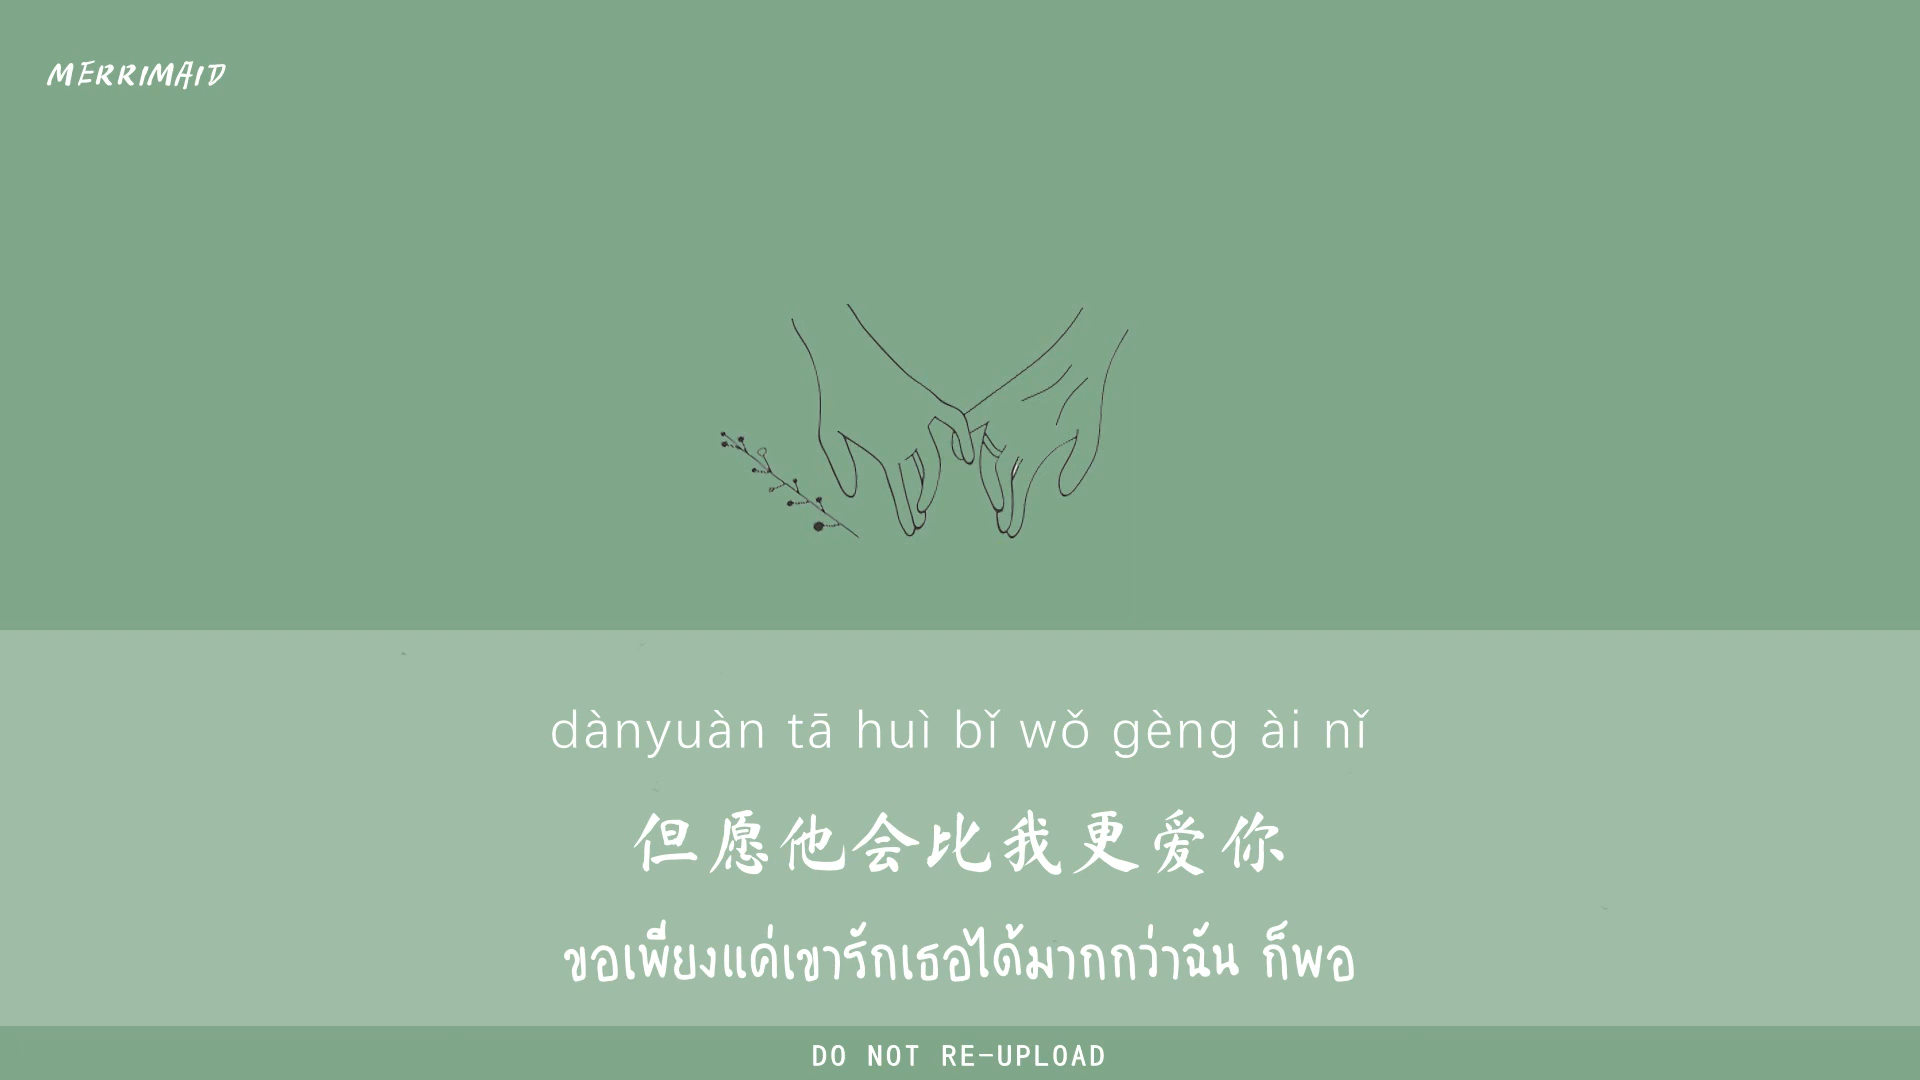 MERRIMAID
dànyuàn tā huì bǐ wǒ gèng ài nǐ
但愿他会比我更爱你
ขอเพียงแค่เขารักเธอได้มากกว่าฉัน ก็พอ
DO NOT RE-UPLOAD